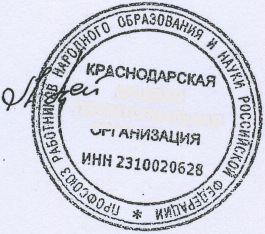 ПРОФСОЮЗ РАБОТНИКОВ НАРОДНОГО ОБРАЗОВАНИЯ И НАУКИ РОССИЙСКОЙ ФЕДЕРАЦИИ *
КРАСНОДАРСКАЯ
ОРГАНИЗАЦИЯ
ИНН 2310020628